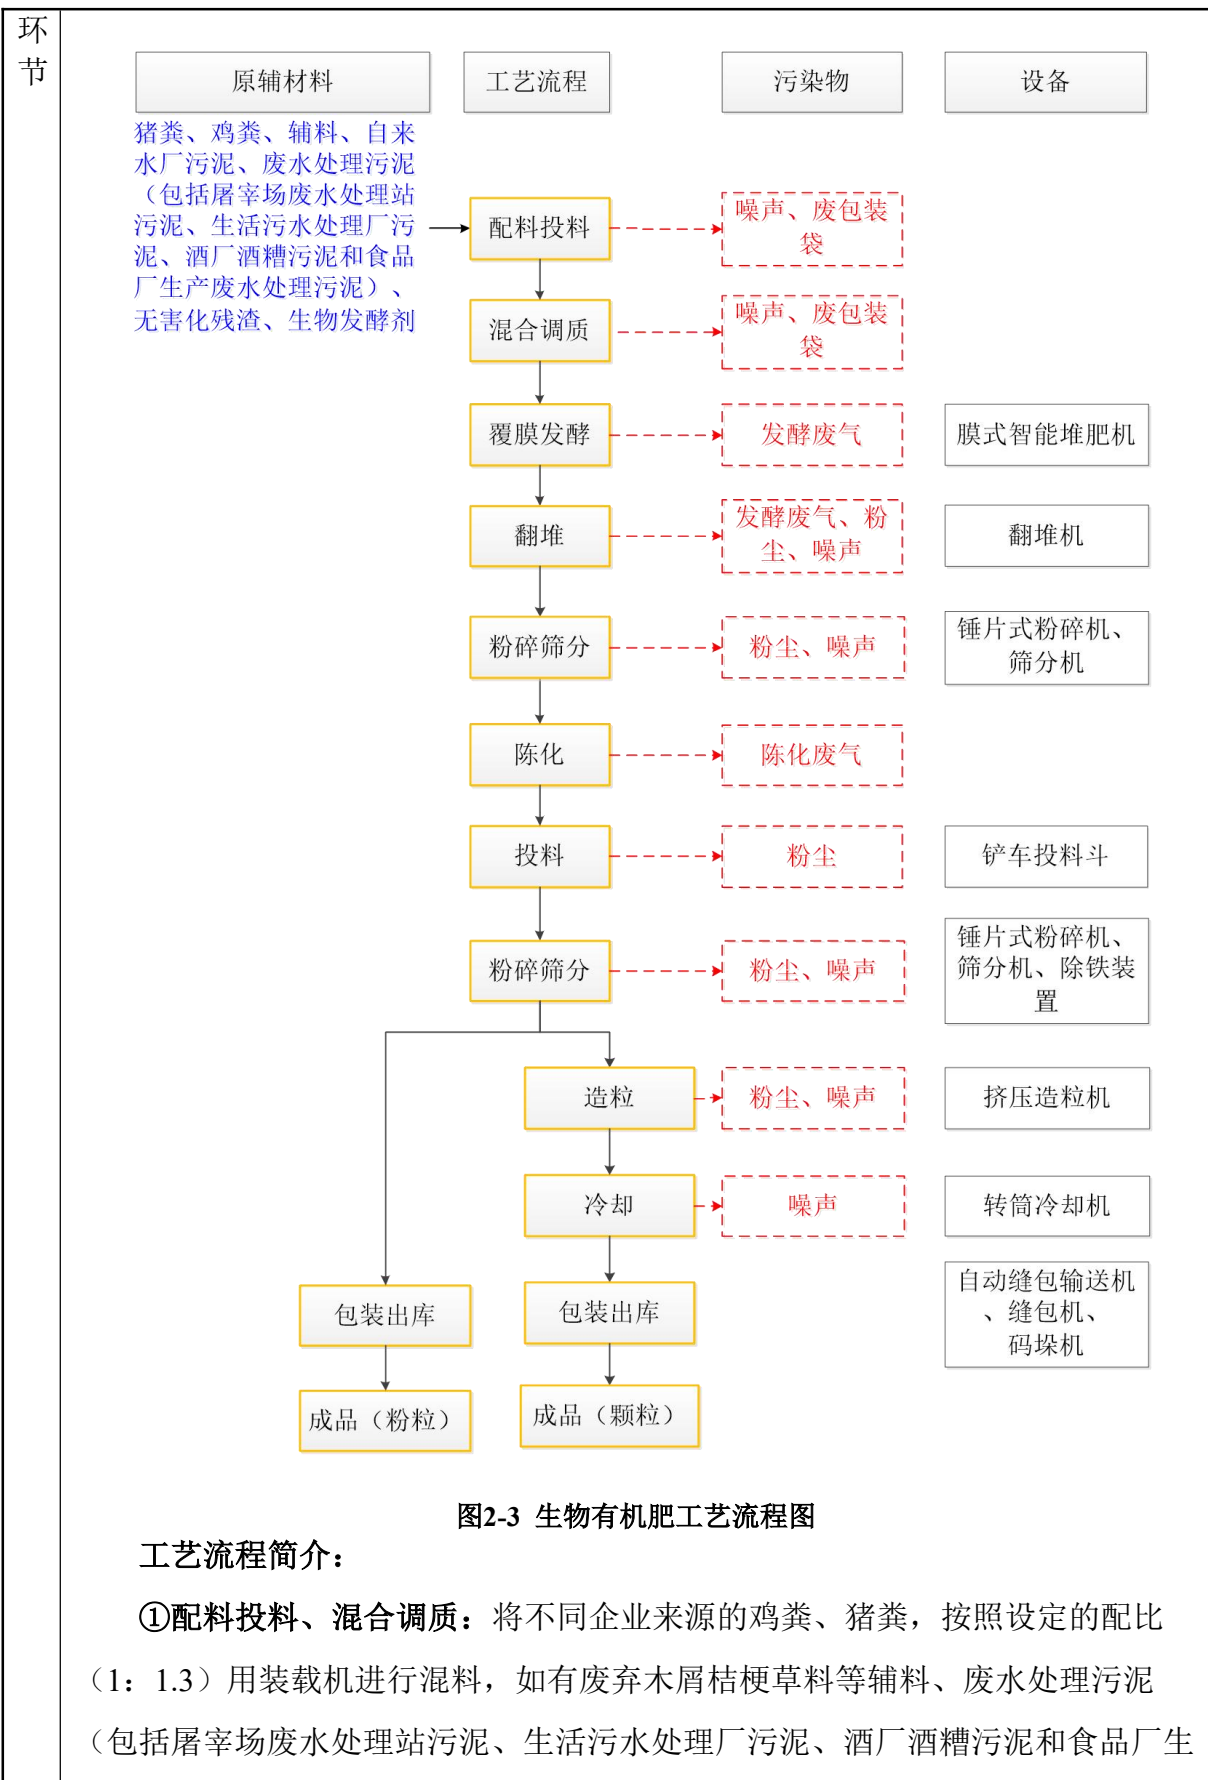 环
节
原辅材料
工艺流程
污染物
设备
猪粪、鸡粪、辅料、自来
水厂污泥、废水处理污泥
（包括屠宰场废水处理站
污泥、生活污水处理厂污
泥、酒厂酒糟污泥和食品
厂生产废水处理污泥）、
无害化残渣、生物发酵剂
配料投料
噪声、废包装
袋
混合调质
噪声、废包装
袋
覆膜发酵
发酵废气
膜式智能堆肥机
翻堆
发酵废气、粉
尘、噪声
翻堆机
粉碎筛分
粉尘、噪声
锤片式粉碎机、
筛分机
陈化
陈化废气
投料
粉尘
铲车投料斗
粉碎筛分
粉尘、噪声
锤片式粉碎机、
筛分机、除铁装
置
造粒
粉尘、噪声
挤压造粒机
冷却
噪声
转筒冷却机
包装出库
包装出库
自动缝包输送机
、缝包机、
码垛机
成品（粉粒）
成品（颗粒）
图2-3 生物有机肥工艺流程图
工艺流程简介：
①配料投料、混合调质：将不同企业来源的鸡粪、猪粪，按照设定的配比
（1：1.3）用装载机进行混料，如有废弃木屑桔梗草料等辅料、废水处理污泥
（包括屠宰场废水处理站污泥、生活污水处理厂污泥、酒厂酒糟污泥和食品厂生